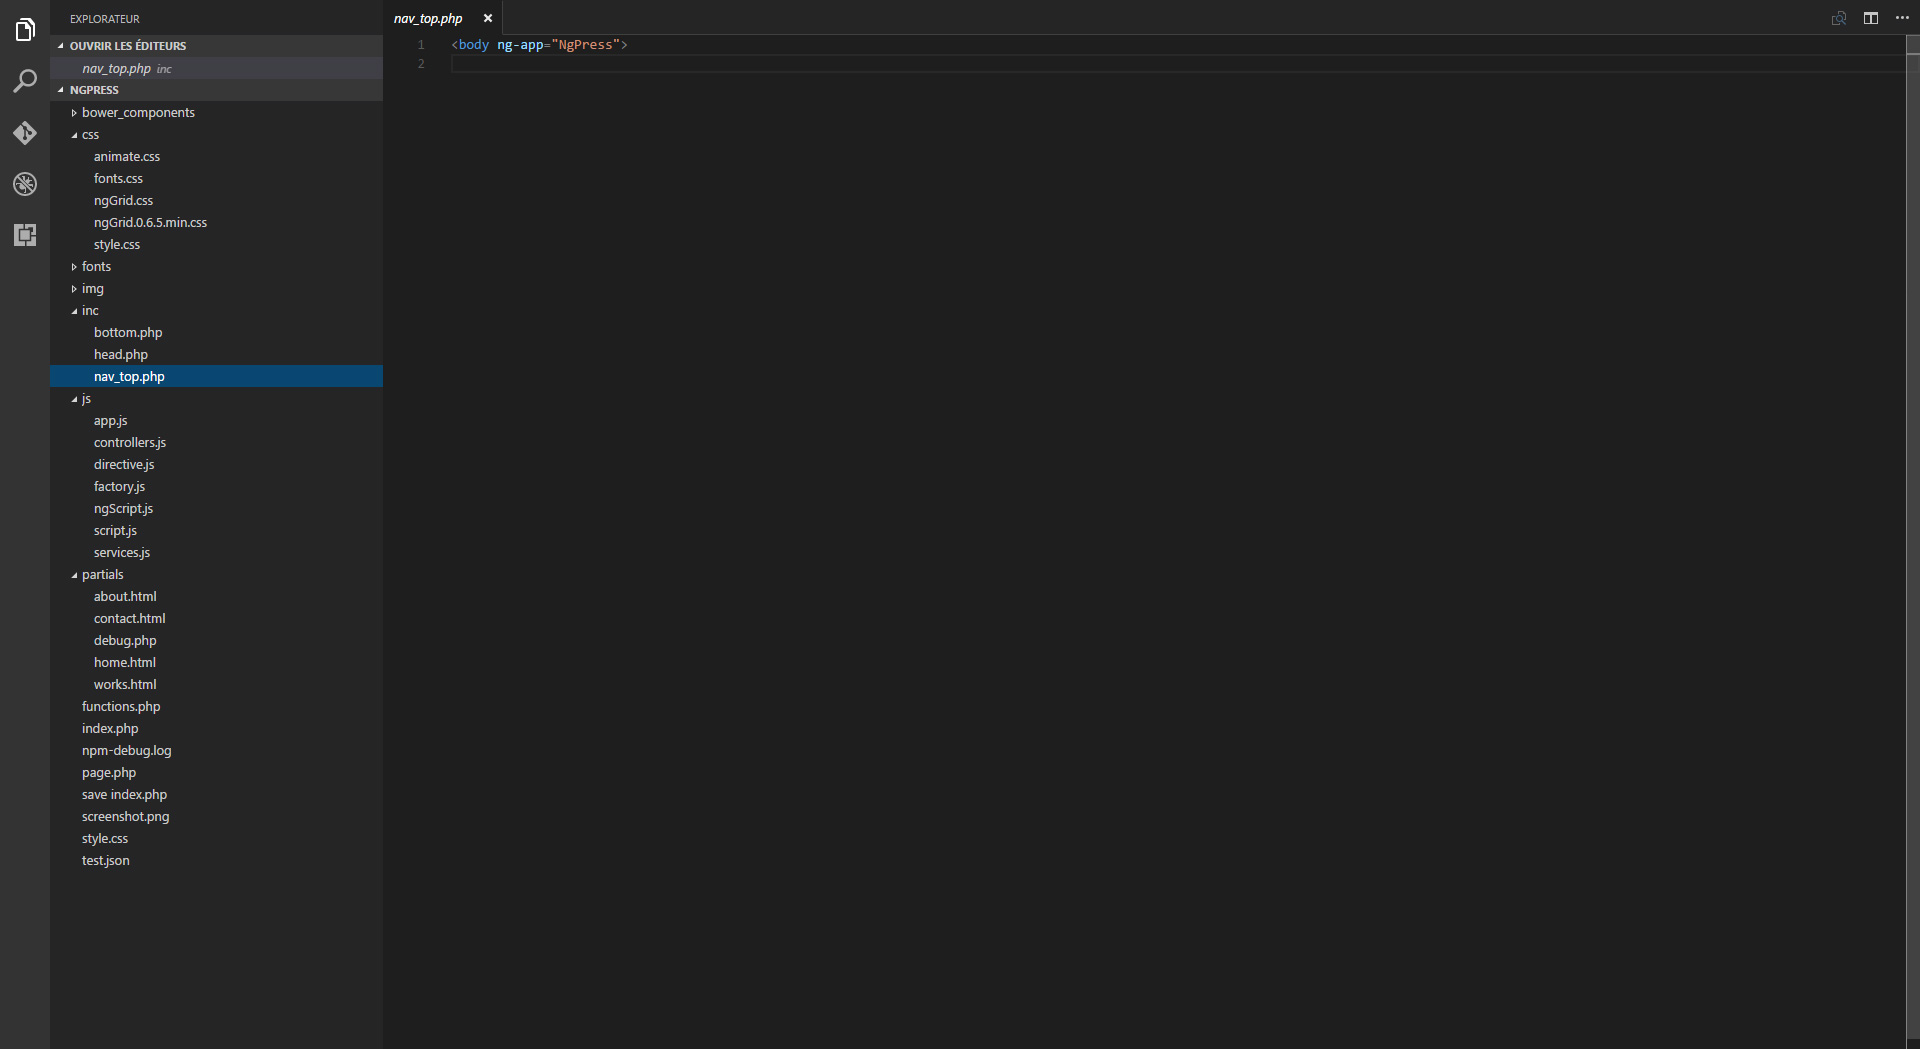 EXPLORATEUR
OUVRIR LES ÉDITEURS
nav_top.php inc
NGPRESS
bower_components
css
animate.css
fonts.css
ngGrid.css
ngGrid.0.6.5.min.css
style.css
fonts
img
inc
bottom.php
head.php
nav_top.php
js
app.js
controllers.js
directive.js
factory.js
ngScript.js
script.js
services.js
partials
about.html
contact.html
debug.php
home.html
works.html
functions.php
index.php
npm-debug.log
page.php
save index.php
screenshot.png
style.css
test.json
nav_top.php
1 <body ng-app="NgPress">
2